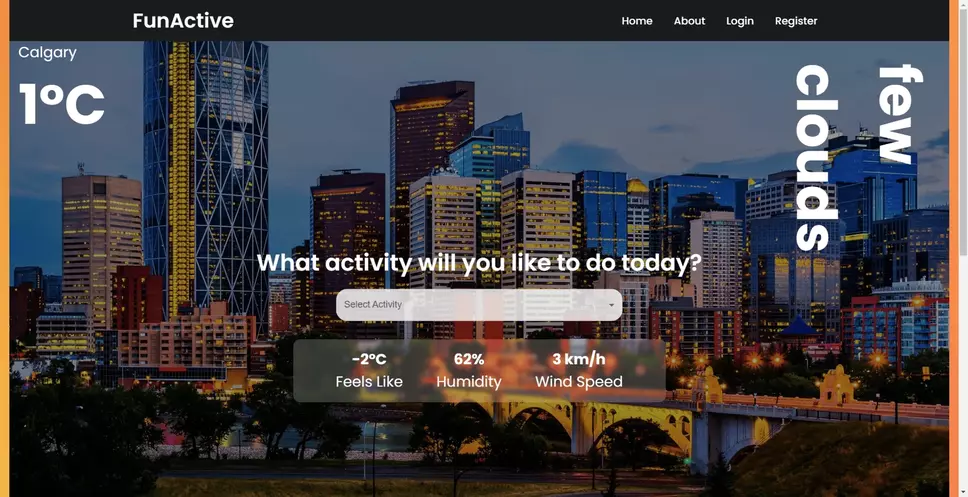 FunActive
Home About Login Register
Calgary
1°C
few
clouds
What activity will you like to do today?
Select Activity
-2°C 62% 3 km/h
Feels Like Humidity Wind Speed